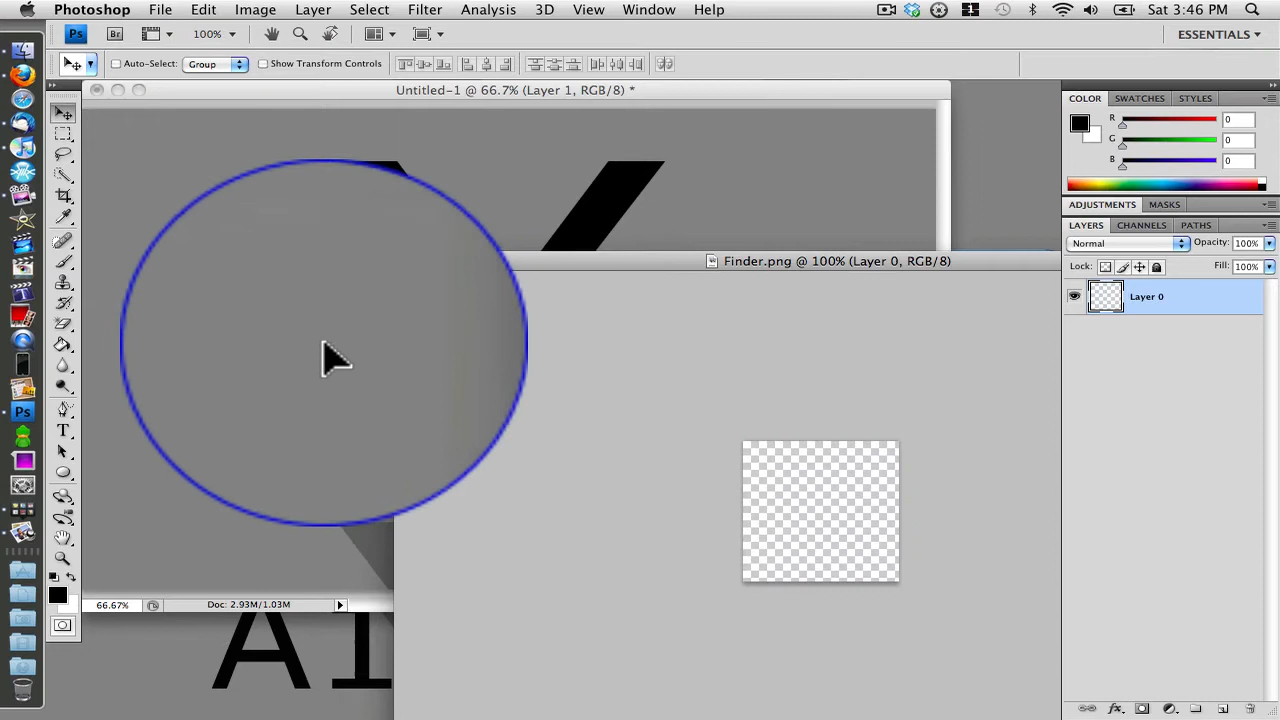 Photoshop File Edit Image Layer Select Filter Analysis 3D View Window Help 1 Sat 3:46 PM
Ps Br 100% ESSENTIALS
Auto-Select: Group Show Transform Controls
Untitled-1 @ 66.7% (Layer 1, RGB/8) *
COLOR SWATCHES STYLES
R 0
G 0
B 0
ADJUSTMENTS MASKS
LAYERS CHANNELS PATHS
Normal Opacity: 100%
Finder.png @ 100% (Layer 0, RGB/8)
Lock: Fill: 100%
Layer 0
Ps
T
66.67% Doc: 2.93M/1.03M
fx